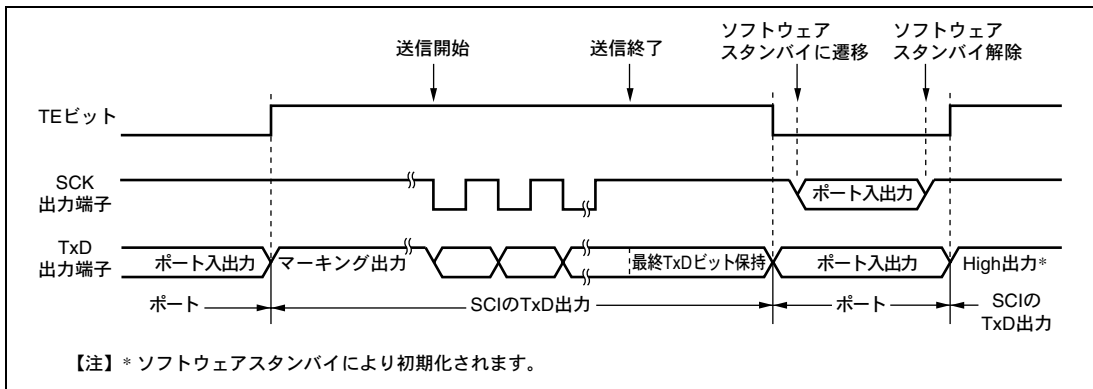 送信開始
送信終了
ソフトウェア
スタンバイに遷移
ソフトウェア
スタンバイ解除
TEビット
SCK
出力端子
ポート入出力
TxD
出力端子
ポート入出力
マーキング出力
最終TxDビット保持
ポート入出力
High出力*
ポート
SCIのTxD出力
ポート
SCIの
TxD出力
【注】* ソフトウェアスタンバイにより初期化されます。